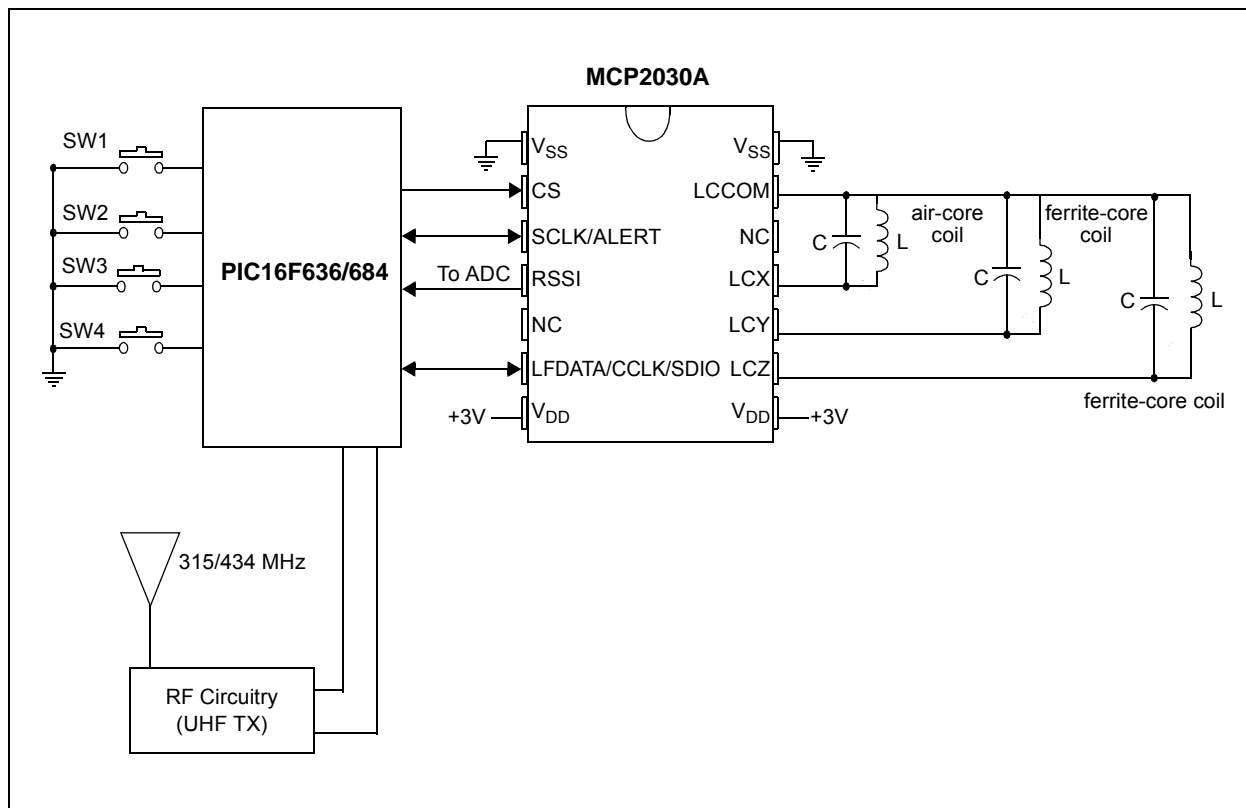 MCP2030A
SW1
SW2
SW3
SW4
PIC16F636/684
To ADC
VSS
CS
SCLK/ALERT
RSSI
NC
LFDATA/CCLK/SDIO
VDD
+3V
VSS
LCCOM
NC
LCX
LCY
LCZ
VDD
+3V
C
L
air-core
coil
C
L
ferrite-core
coil
C
L
ferrite-core coil
315/434 MHz
RF Circuitry
(UHF TX)